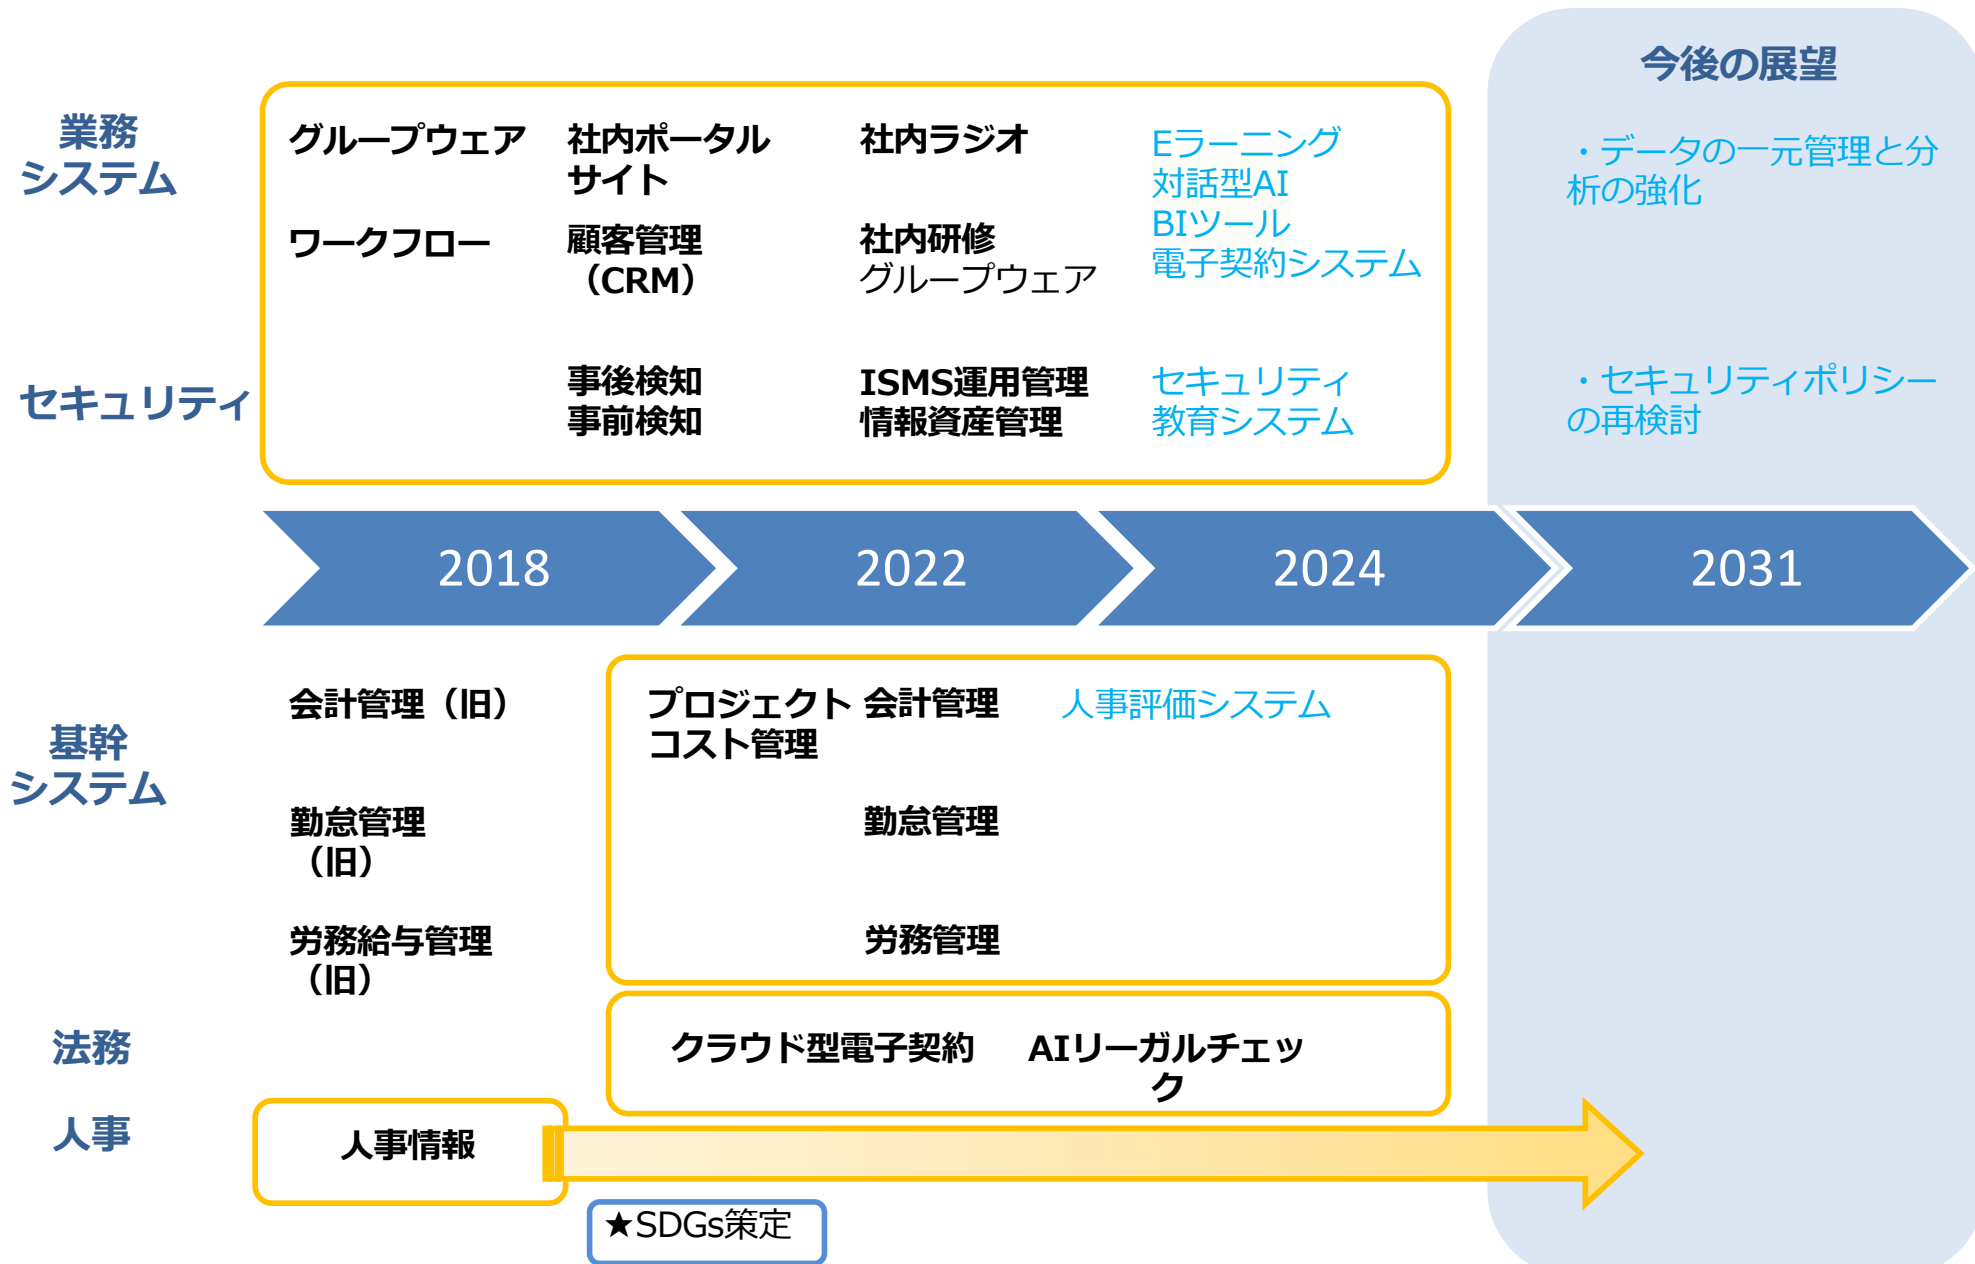 今後の展望
業務
システム
グループウェア
社内ポータル
サイト
社内ラジオ
Eラーニング
対話型AI
BIツール
電子契約システム
・データの一元管理と分
析の強化
ワークフロー
顧客管理
（CRM）
社内研修
グループウェア
セキュリティ
事後検知
事前検知
ISMS運用管理
情報資産管理
セキュリティ
教育システム
・セキュリティポリシー
の再検討
2018
2022
2024
2031
基幹
システム
会計管理（旧）
プロジェクト
コスト管理
会計管理
人事評価システム
勤怠管理
（旧）
勤怠管理
労務給与管理
（旧）
労務管理
法務
クラウド型電子契約
AIリーガルチェッ
ク
人事
人事情報
★SDGs策定